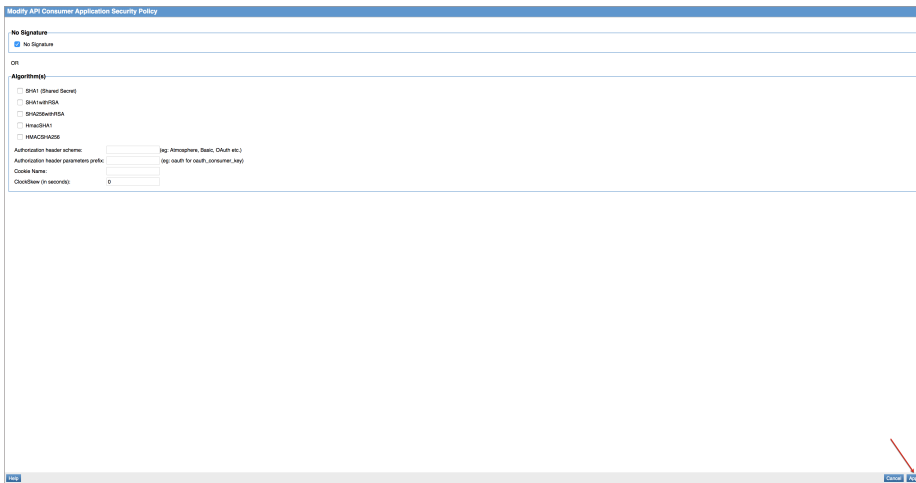 Modify API Consumer Application Security Policy
No Signature
No Signature
OR
Algorithm(s)
SHA1 (Shared Secret)
SHA1withRSA
SHA256withRSA
HmacSHA1
HMACSHA256
Authorization header scheme: (eg: Atmosphere, Basic, OAuth etc.)
Authorization header parameters prefix: (eg: oauth for oauth_consumer_key)
Cookie Name:
ClockSkew (in seconds): 0
Help Cancel